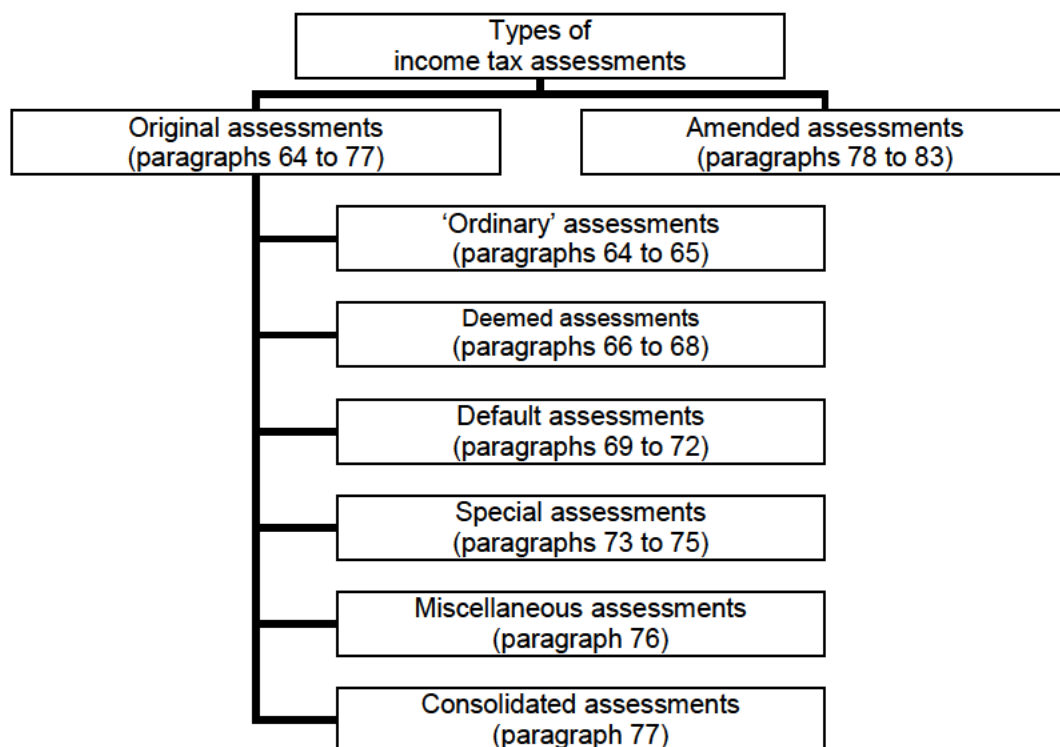 Types of
income tax assessments
Original assessments
(paragraphs 64 to 77)
Amended assessments
(paragraphs 78 to 83)
‘Ordinary’ assessments
(paragraphs 64 to 65)
Deemed assessments
(paragraphs 66 to 68)
Default assessments
(paragraphs 69 to 72)
Special assessments
(paragraphs 73 to 75)
Miscellaneous assessments
(paragraph 76)
Consolidated assessments
(paragraph 77)